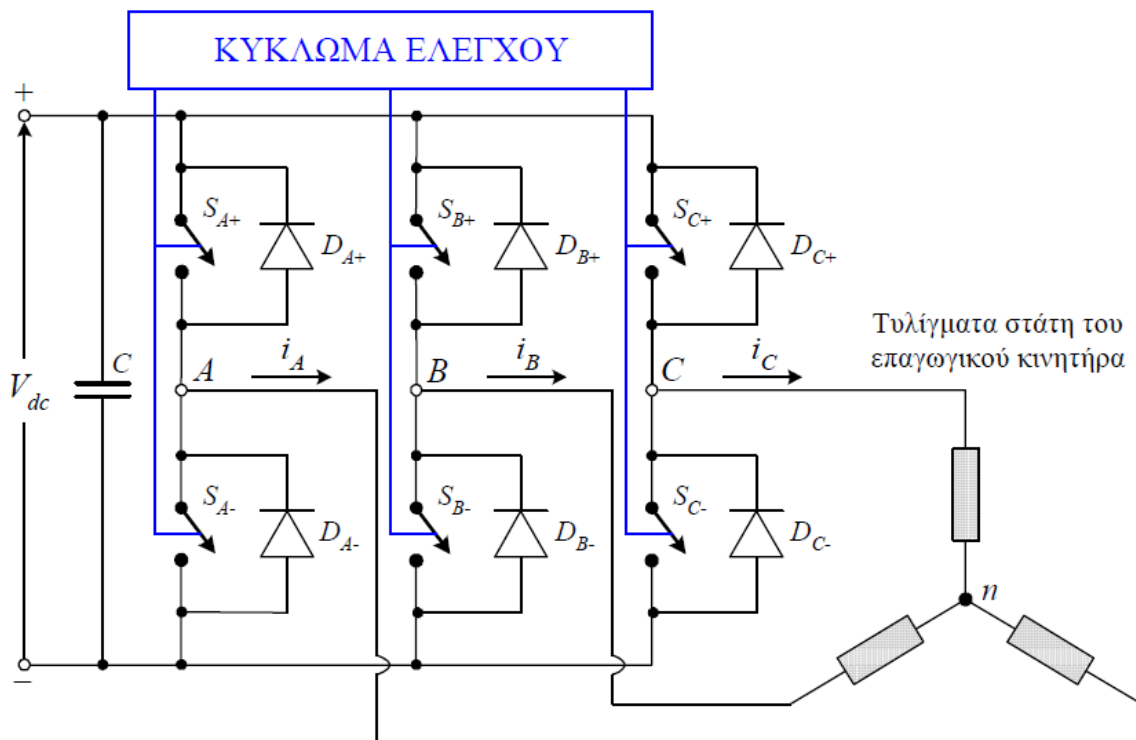 ΚΥΚΛΩΜΑ ΕΛΕΓΧΟΥ
+
S_{A+}
D_{A+}
S_{B+}
D_{B+}
S_{C+}
D_{C+}
Τυλίγματα στάτη του
επαγωγικού κινητήρα
C
A
i_A
B
i_B
C
i_C
V_{dc}
S_{A-}
D_{A-}
S_{B-}
D_{B-}
S_{C-}
D_{C-}
n
−